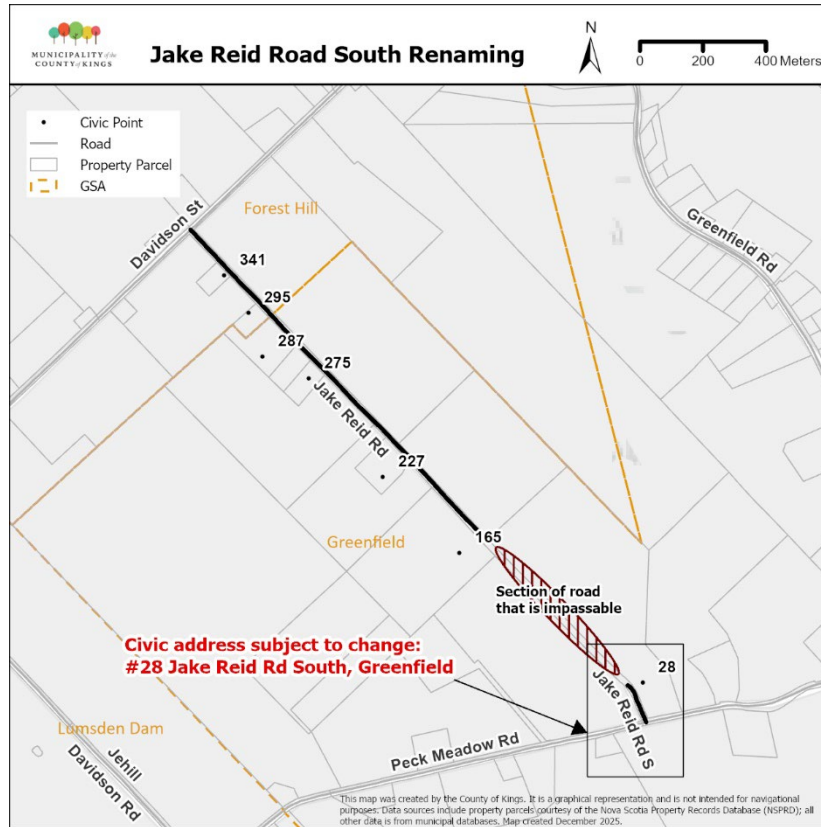 MUNICIPALITY of the
COUNTY of KINGS
Jake Reid Road South Renaming
N
0 200 400 Meters
Civic Point
Road
Property Parcel
GSA
Forest Hill
Davidson St
Greenfield Rd
341
295
287
275
Jake Reid Rd
227
Greenfield
165
Section of road
that is impassable
Civic address subject to change:
#28 Jake Reid Rd South, Greenfield
28
Jake Reid Rd S
Lumsden Dam
Jehill
Davidson Rd
Peck Meadow Rd
This map was created by the County of Kings. It is a graphical representation and is not intended for navigational
purposes. Data sources include property parcels courtesy of the Nova Scotia Property Records Database (NSPRD); all
other data is from municipal databases. Map created December 2025.